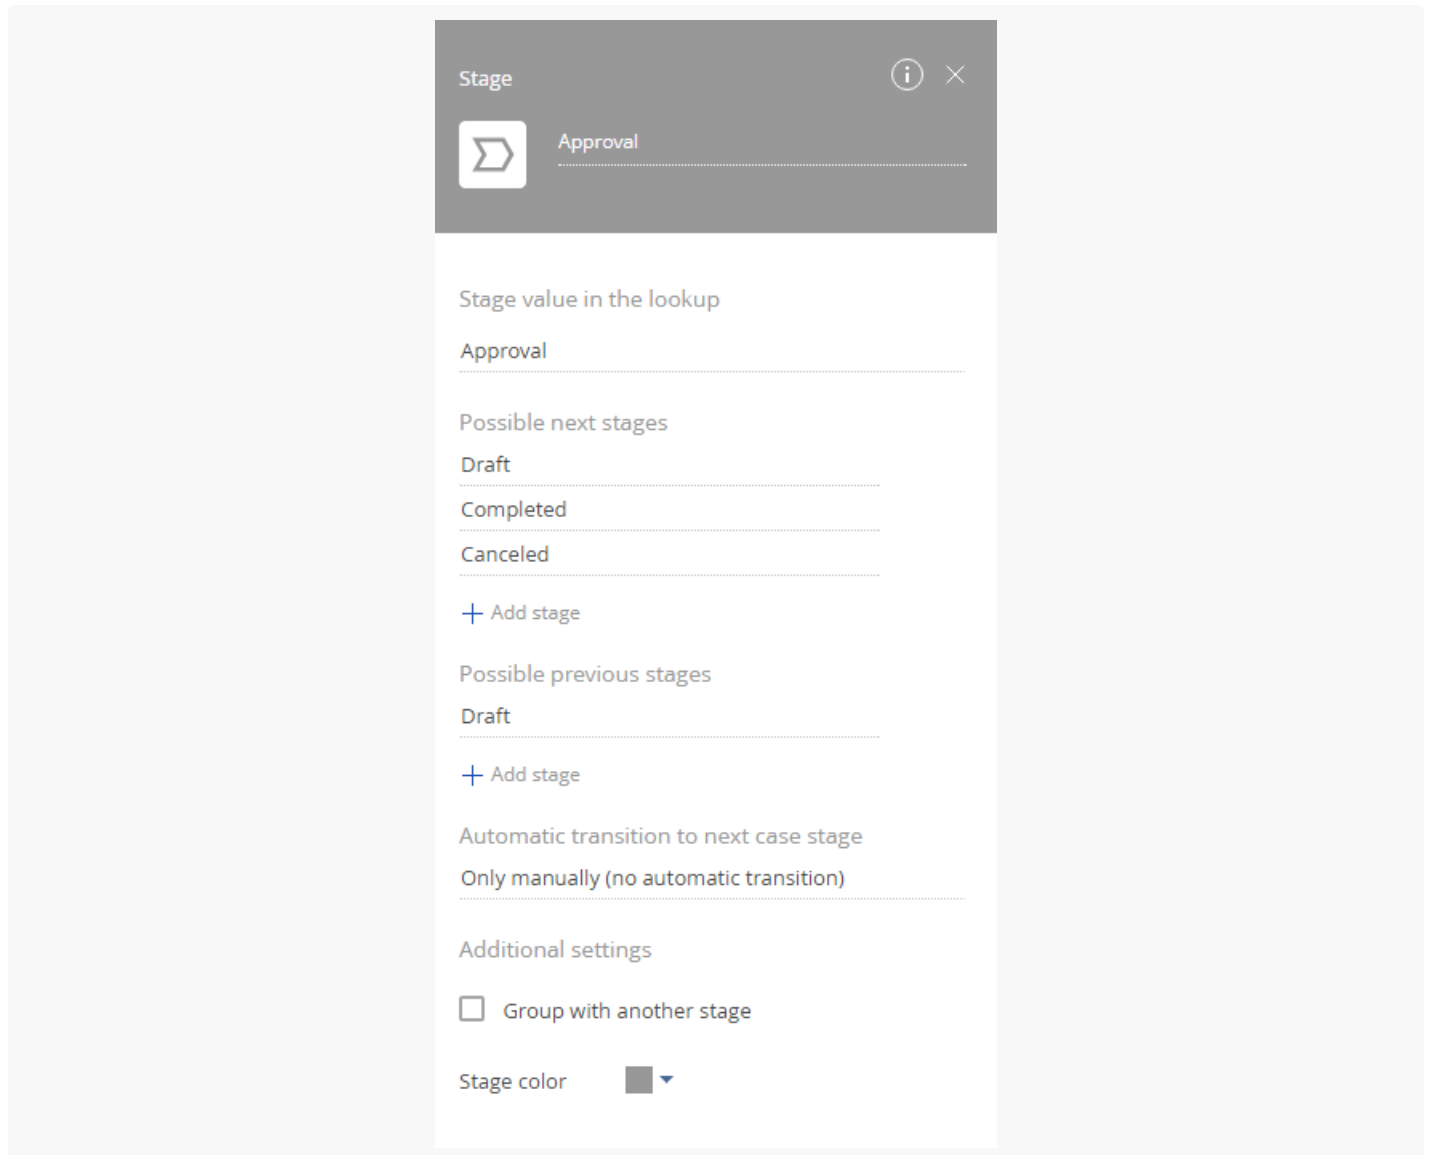 Stage
Approval
Stage value in the lookup
Approval
Possible next stages
Draft
Completed
Canceled
Add stage
Possible previous stages
Draft
Add stage
Automatic transition to next case stage
Only manually (no automatic transition)
Additional settings
Group with another stage
Stage color